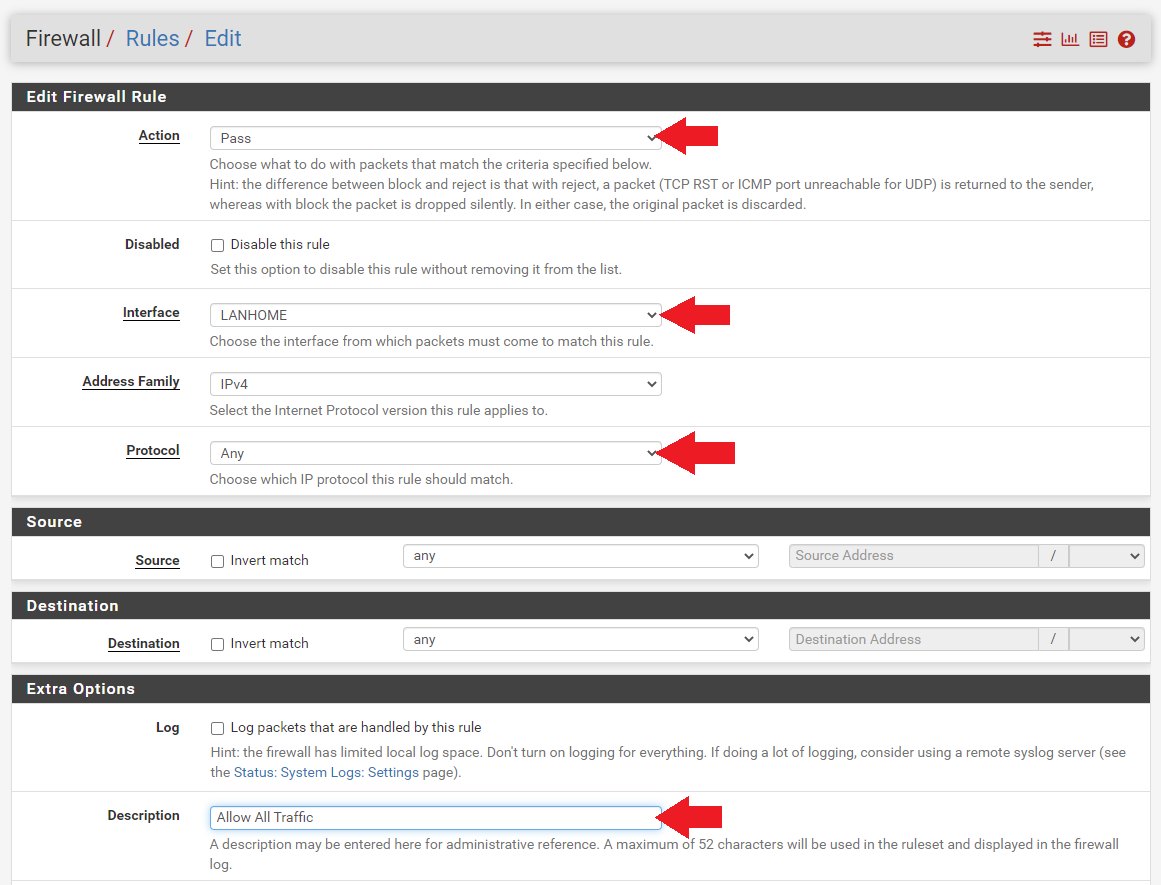 Firewall / Rules / Edit
Edit Firewall Rule
Action
Pass
Choose what to do with packets that match the criteria specified below.
Hint: the difference between block and reject is that with reject, a packet (TCP RST or ICMP port unreachable for UDP) is returned to the sender,
whereas with block the packet is dropped silently. In either case, the original packet is discarded.
Disabled
Disable this rule
Set this option to disable this rule without removing it from the list.
Interface
LANHOME
Choose the interface from which packets must come to match this rule.
Address Family
IPv4
Select the Internet Protocol version this rule applies to.
Protocol
Any
Choose which IP protocol this rule should match.
Source
Source Invert match any Source Address /
Destination
Destination Invert match any Destination Address /
Extra Options
Log
Log packets that are handled by this rule
Hint: the firewall has limited local log space. Don't turn on logging for everything. If doing a lot of logging, consider using a remote syslog server (see
the Status: System Logs: Settings page).
Description
Allow All Traffic
A description may be entered here for administrative reference. A maximum of 52 characters will be used in the ruleset and displayed in the firewall
log.